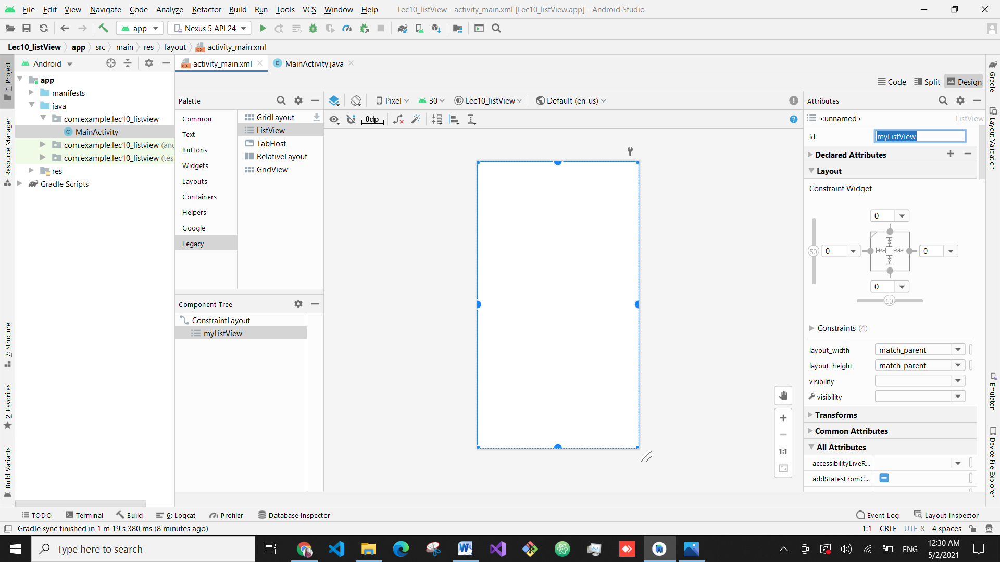 File Edit View Navigate Code Analyze Refactor Build Run Tools VCS Window Help Lec10_listView - activity_main.xml [Lec10_listView.app] - Android Studio
app Nexus 5 API 24
Lec10_listView app src main res layout activity_main.xml
Android
activity_main.xml MainActivity.java
Code Split Design
1: Project
Resource Manager
7: Structure
2: Favorites
Build Variants
app
manifests
java
com.example.lec10_listview
MainActivity
com.example.lec10_listview (anc
com.example.lec10_listview (test
res
Gradle Scripts
Palette
Common
Text
Buttons
Widgets
Layouts
Containers
Helpers
Google
Legacy
GridLayout
ListView
TabHost
RelativeLayout
GridView
Component Tree
ConstraintLayout
myListView
Pixel 30 Lec10_listView Default (en-us)
0dp
1:1
Attributes
<unnamed> ListView
id myListView
Declared Attributes
Layout
Constraint Widget
0
50 0 0
0
50
Constraints (4)
layout_width match_parent
layout_height match_parent
visibility
visibility
Transforms
Common Attributes
All Attributes
accessibilityLiveR...
addStatesFromC...
Gradle
Layout Validation
Emulator
Device File Explorer
TODO Terminal Build 6: Logcat Profiler Database Inspector Event Log Layout Inspector
Gradle sync finished in 1 m 19 s 380 ms (8 minutes ago) 1:1 CRLF UTF-8 4 spaces
Type here to search ENG 12:30 AM
5/2/2021